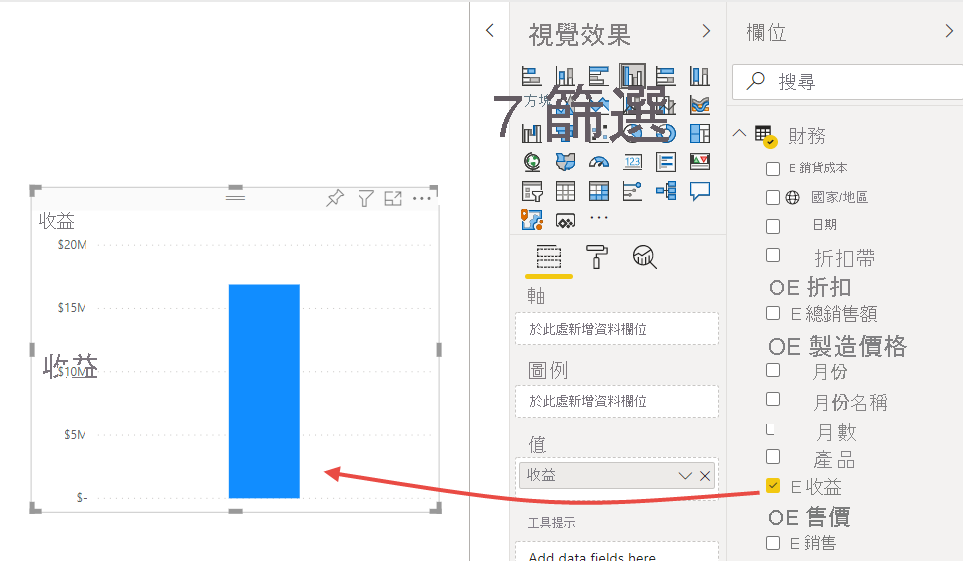 收益
$20M
$15M
收益
$10M
$5M
$-
視覺效果
方塊
7 篩選
123
軸
於此處新增資料欄位
圖例
於此處新增資料欄位
值
收益
工具提示
Add data fields here
欄位
搜尋
財務
E 銷貨成本
國家/地區
日期
折扣帶
OE 折扣
E 總銷售額
OE 製造價格
月份
月份名稱
月數
產品
E 收益
OE 售價
E 銷售